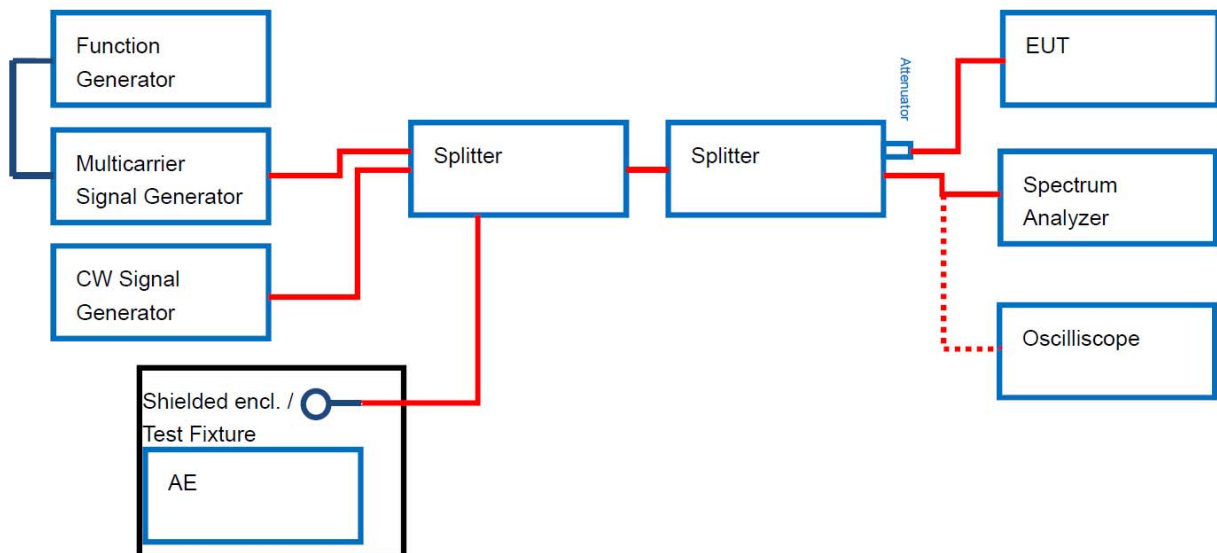 Function
Generator
Multicarrier
Signal Generator
CW Signal
Generator
Shielded encl. /
Test Fixture
AE
Splitter
Splitter
Attenuator
EUT
Spectrum
Analyzer
Oscilliscope